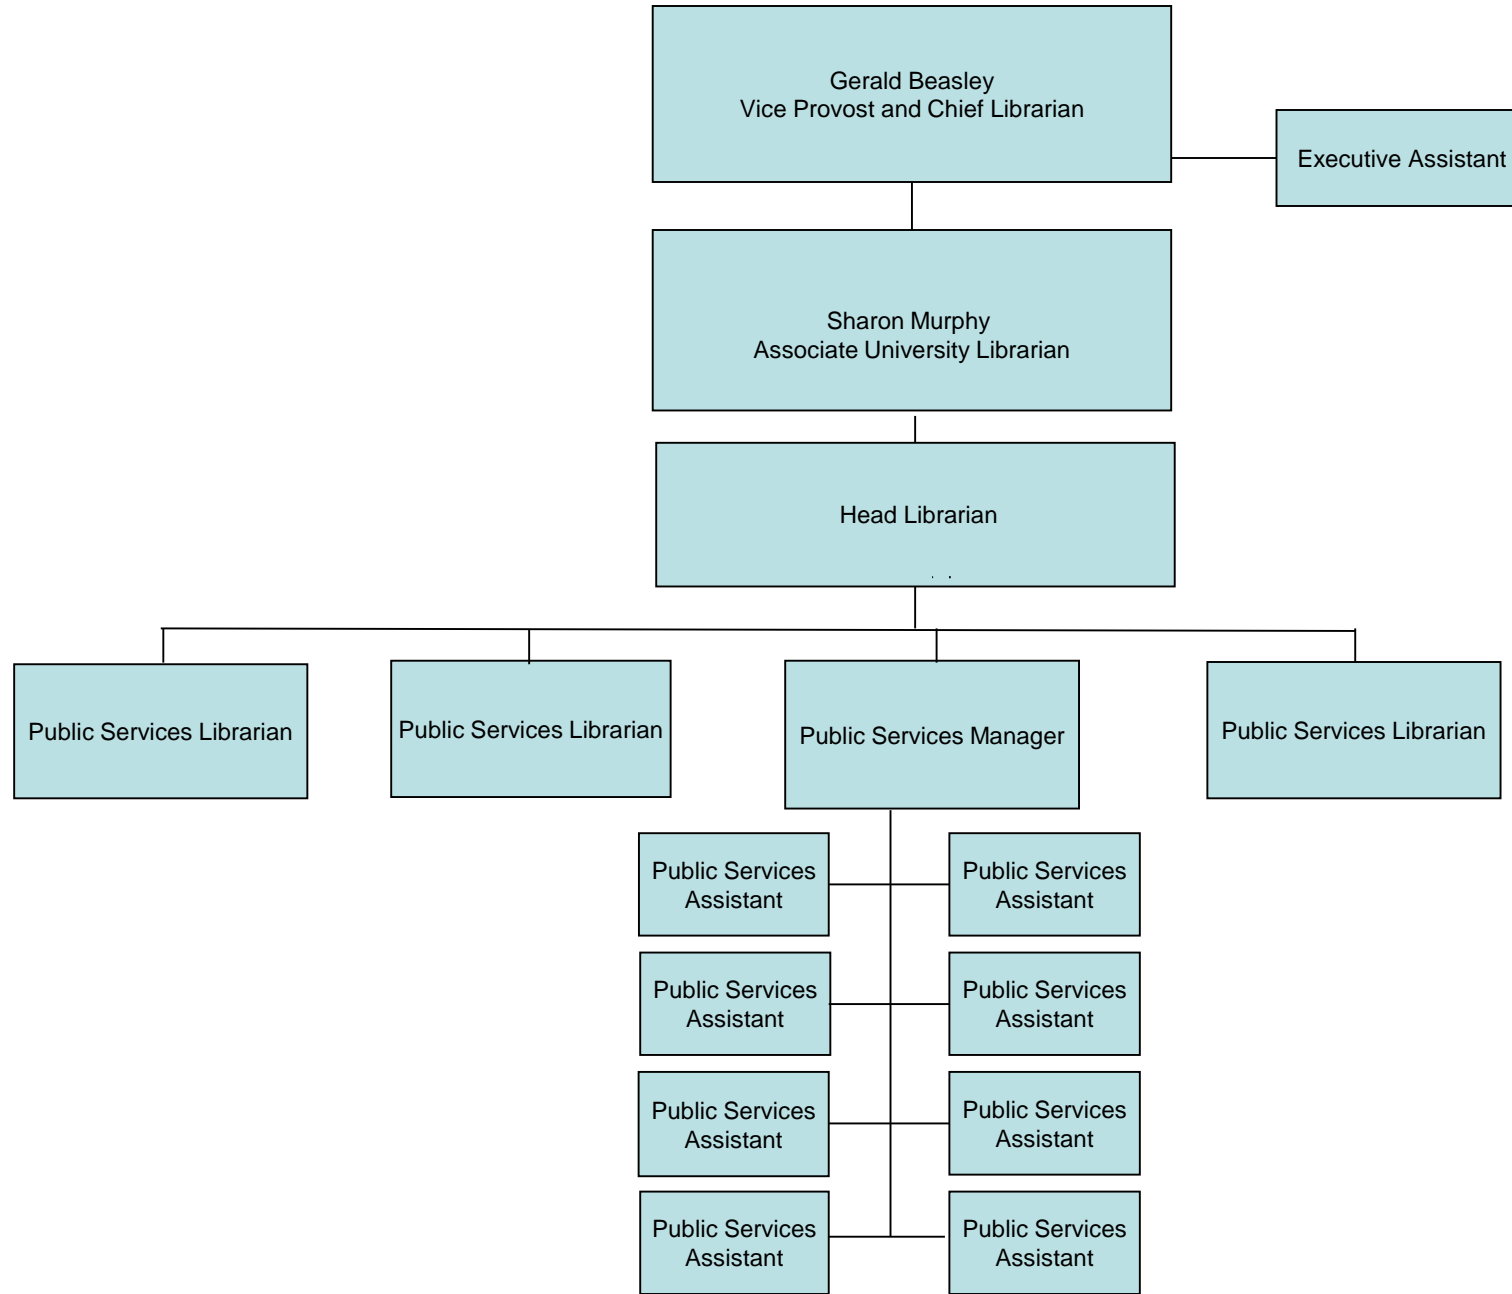 Gerald Beasley
Vice Provost and Chief Librarian
Executive Assistant
Sharon Murphy
Associate University Librarian
Head Librarian
Public Services Librarian
Public Services Librarian
Public Services Manager
Public Services Librarian
Public Services
Assistant
Public Services
Assistant
Public Services
Assistant
Public Services
Assistant
Public Services
Assistant
Public Services
Assistant
Public Services
Assistant
Public Services
Assistant